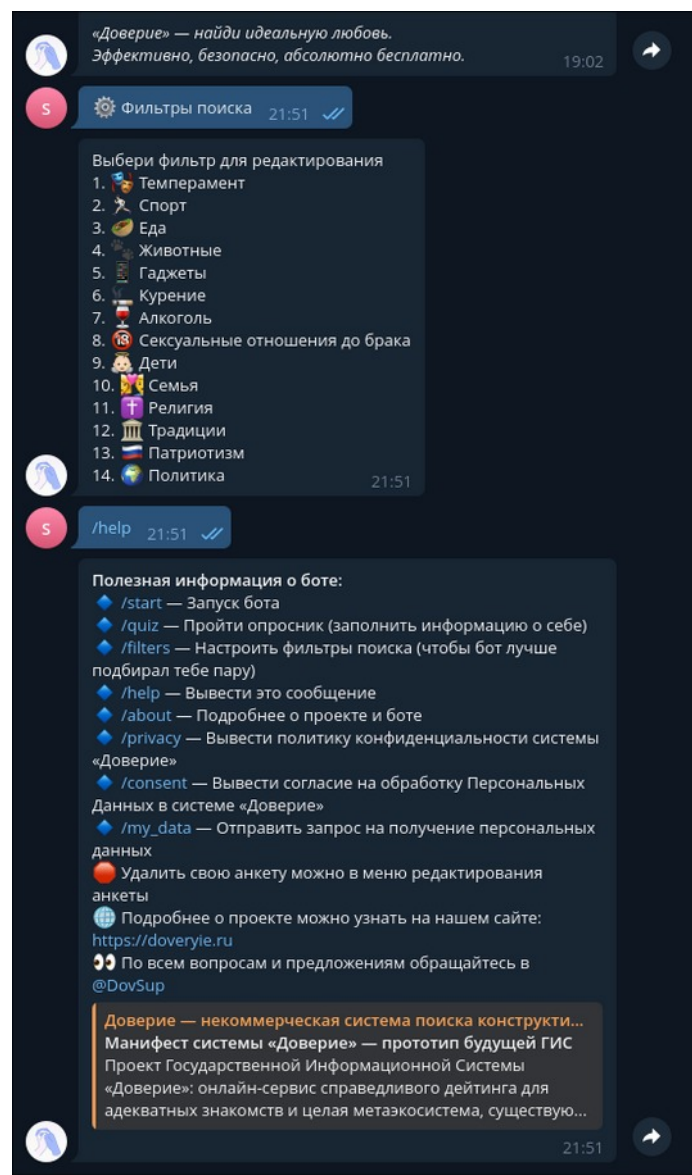 «Доверие» — найди идеальную любовь.
Эффективно, безопасно, абсолютно бесплатно.
19:02
S
Фильтры поиска 21:51
Выбери фильтр для редактирования
1. Темперамент
2. Спорт
3. Еда
4. Животные
5. Гаджеты
6. Курение
7. Алкоголь
8. 18 Сексуальные отношения до брака
9. Дети
10. Семья
11. Религия
12. Традиции
13. Патриотизм
14. Политика
21:51
S
/help 21:51
Полезная информация о боте:
/start — Запуск бота
/quiz — Пройти опросник (заполнить информацию о себе)
/filters — Настроить фильтры поиска (чтобы бот лучше
подбирал тебе пару)
/help — Вывести это сообщение
/about — Подробнее о проекте и боте
/privacy — Вывести политику конфиденциальности системы
«Доверие»
/consent — Вывести согласие на обработку Персональных
Данных в системе «Доверие»
/my_data — Отправить запрос на получение персональных
данных
Удалить свою анкету можно в меню редактирования
анкеты
Подробнее о проекте можно узнать на нашем сайте:
https://doveryie.ru
По всем вопросам и предложениям обращайтесь в
@DovSup
Доверие — некоммерческая система поиска конструкти...
Манифест системы «Доверие» — прототип будущей ГИС
Проект Государственной Информационной Системы
«Доверие»: онлайн-сервис справедливого дейтинга для
адекватных знакомств и целая метаэкосистема, существую...
21:51